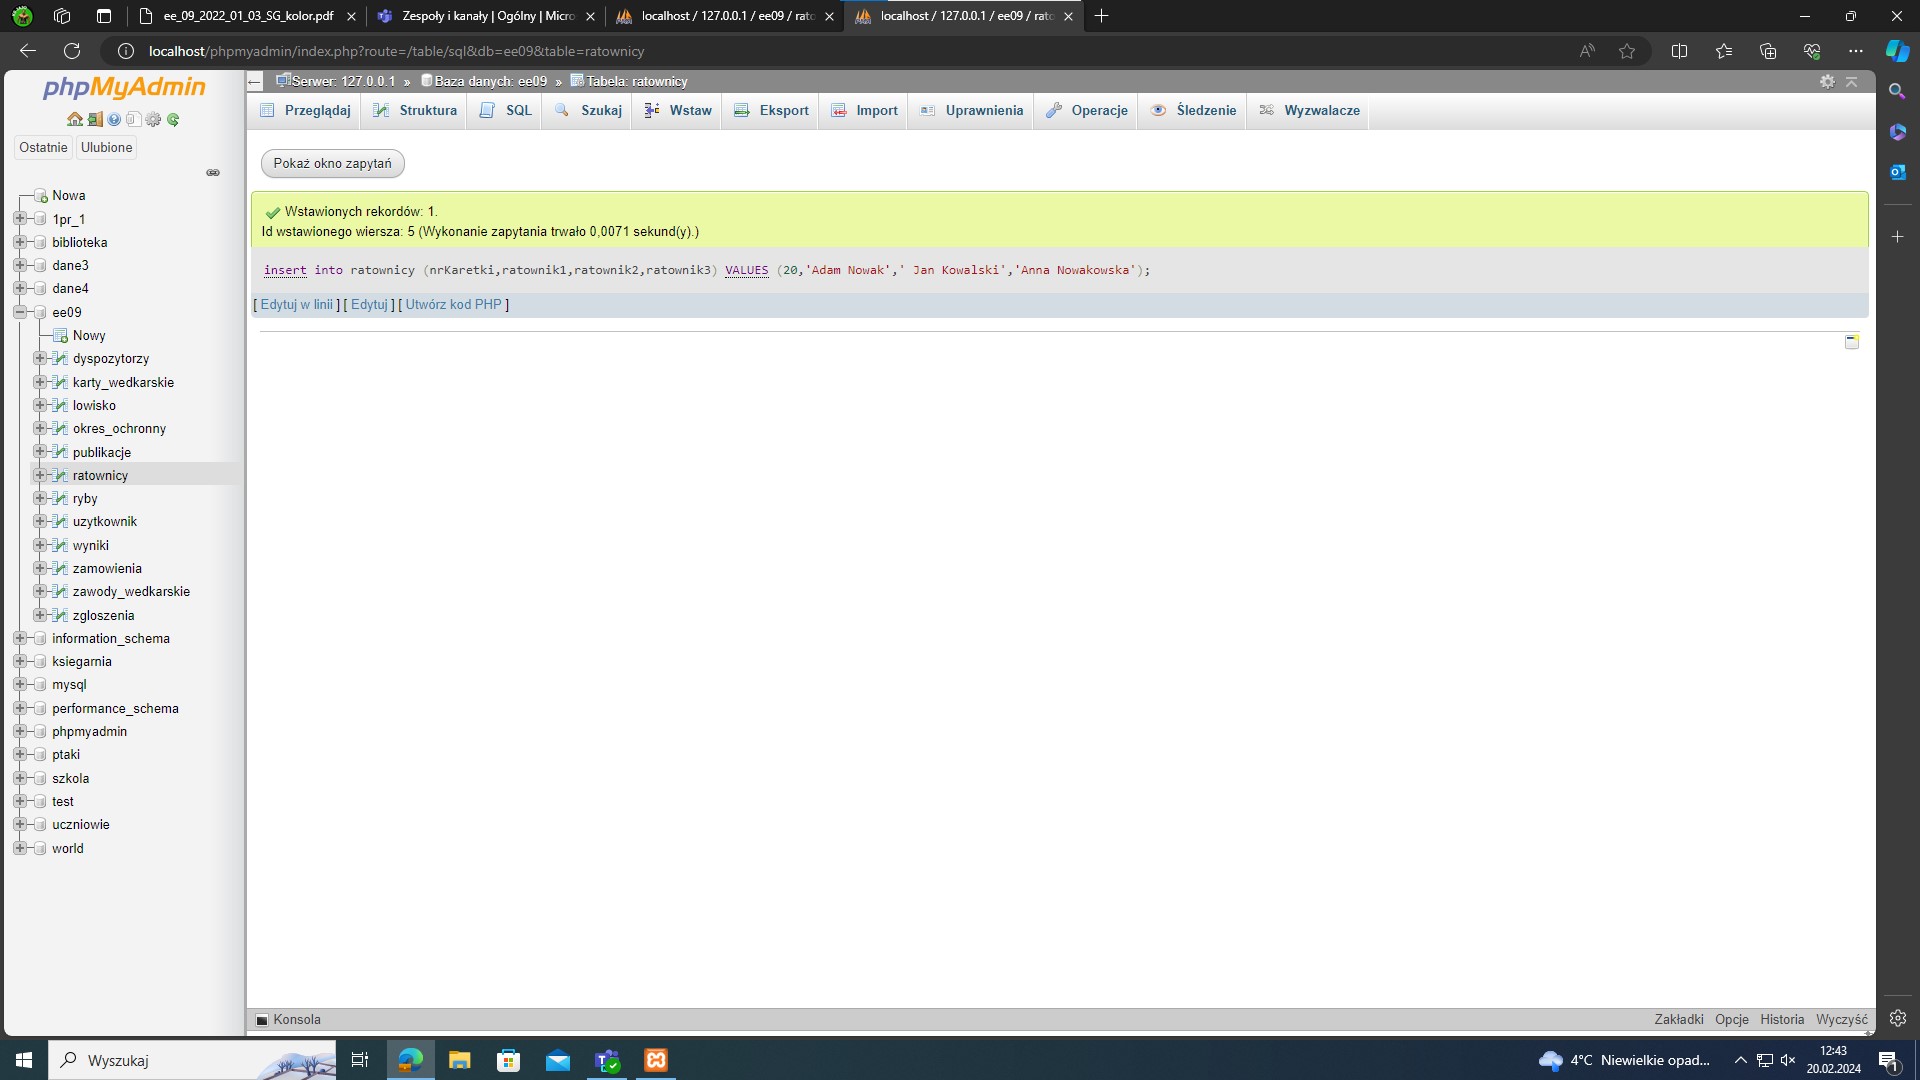 ee_09_2022_01_03_SG_kolor.pdf
Zespoły i kanały | Ogólny | Micro
localhost / 127.0.0.1 / ee09 / rato
localhost / 127.0.0.1 / ee09 / rato
localhost/phpmyadmin/index.php?route=/table/sql&db=ee09&table=ratownicy
phpMyAdmin
Ostatnie Ulubione
Nowa
1pr_1
biblioteka
dane3
dane4
ee09
Nowy
dyspozytorzy
karty_wedkarskie
lowisko
okres_ochronny
publikacje
ratownicy
ryby
uzytkownik
wyniki
zamowienia
zawody_wedkarskie
zgloszenia
information_schema
ksiegarnia
mysql
performance_schema
phpmyadmin
ptaki
szkola
test
uczniowie
world
Serwer: 127.0.0.1 » Baza danych: ee09 » Tabela: ratownicy
Przeglądaj Struktura SQL Szukaj Wstaw Eksport Import Uprawnienia Operacje Śledzenie Wyzwalacze
Pokaż okno zapytań
Wstawionych rekordów: 1.
Id wstawionego wiersza: 5 (Wykonanie zapytania trwało 0,0071 sekund(y).)
insert into ratownicy (nrKaretki,ratownik1,ratownik2,ratownik3) VALUES (20,'Adam Nowak',' Jan Kowalski','Anna Nowakowska');
[ Edytuj w linii ] [ Edytuj ] [ Utwórz kod PHP ]
Konsola
Zakładki Opcje Historia Wyczyść
Wyszukaj
4°C Niewielkie opad...
12:43
20.02.2024
1